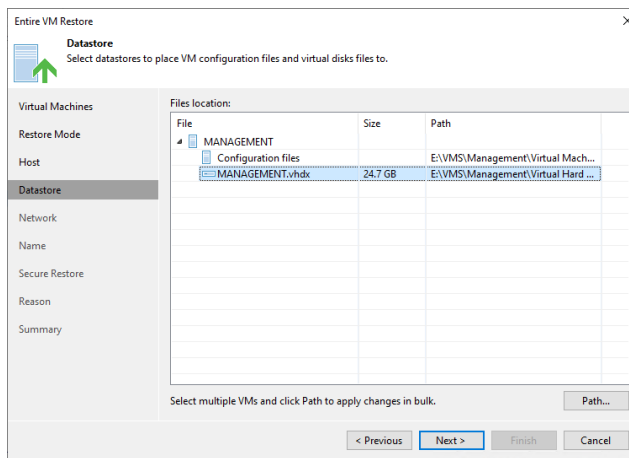 Entire VM Restore
Datastore
Select datastores to place VM configuration files and virtual disks files to.
Virtual Machines
Restore Mode
Host
Datastore
Network
Name
Secure Restore
Reason
Summary
Files location:
File Size Path
MANAGEMENT
Configuration files E:\VMS\Management\Virtual Mach...
MANAGEMENT.vhdx 24.7 GB E:\VMS\Management\Virtual Hard ...
Select multiple VMs and click Path to apply changes in bulk.
Path...
< Previous Next > Finish Cancel